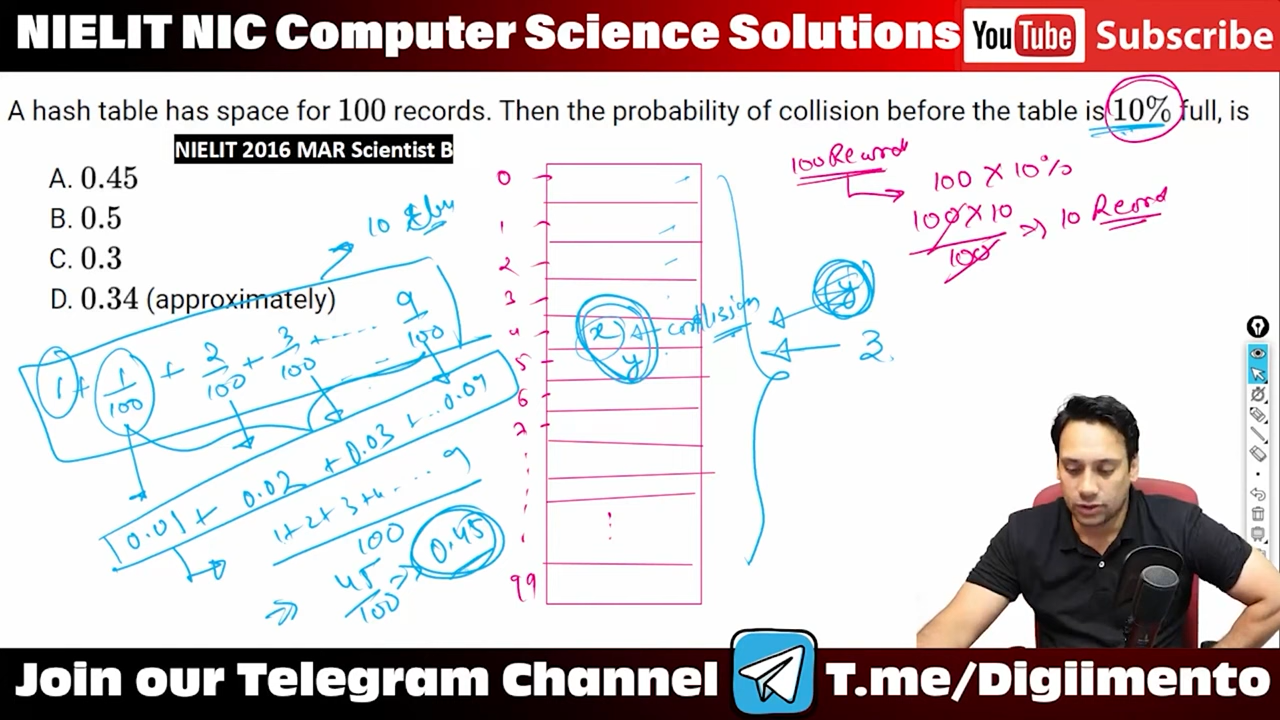 NIELIT NIC Computer Science Solutions
YouTube Subscribe
A hash table has space for 100 records. Then the probability of collision before the table is 10% full, is
NIELIT 2016 MAR Scientist B
A. 0.45
B. 0.5
C. 0.3
D. 0.34 (approximately)
10
1 + 1/100 + 2/100 + 3/100 + ..... 9/100
0.01 + 0.02 + 0.03 + ...0.09
1+2+3+4.... 9
100
45/100 => 0.45
0
1
2
3
4
5
6
7
99
x
y
collision
y
100 Record
100 X 10%
100 X 10
100
=> 10 Record
Join our Telegram Channel
T.me/Digiimento